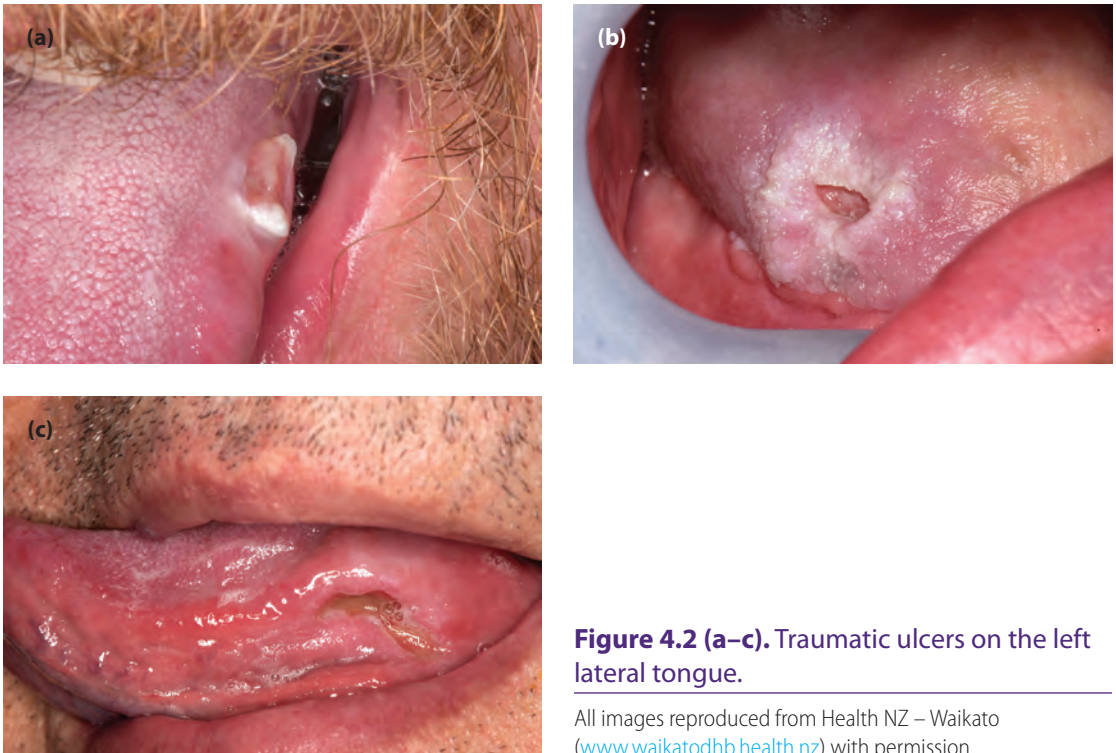 (a)
(b)
(c)
Figure 4.2 (a–c). Traumatic ulcers on the left
lateral tongue.
All images reproduced from Health NZ – Waikato
(www.waikatodhb.health.nz) with permission